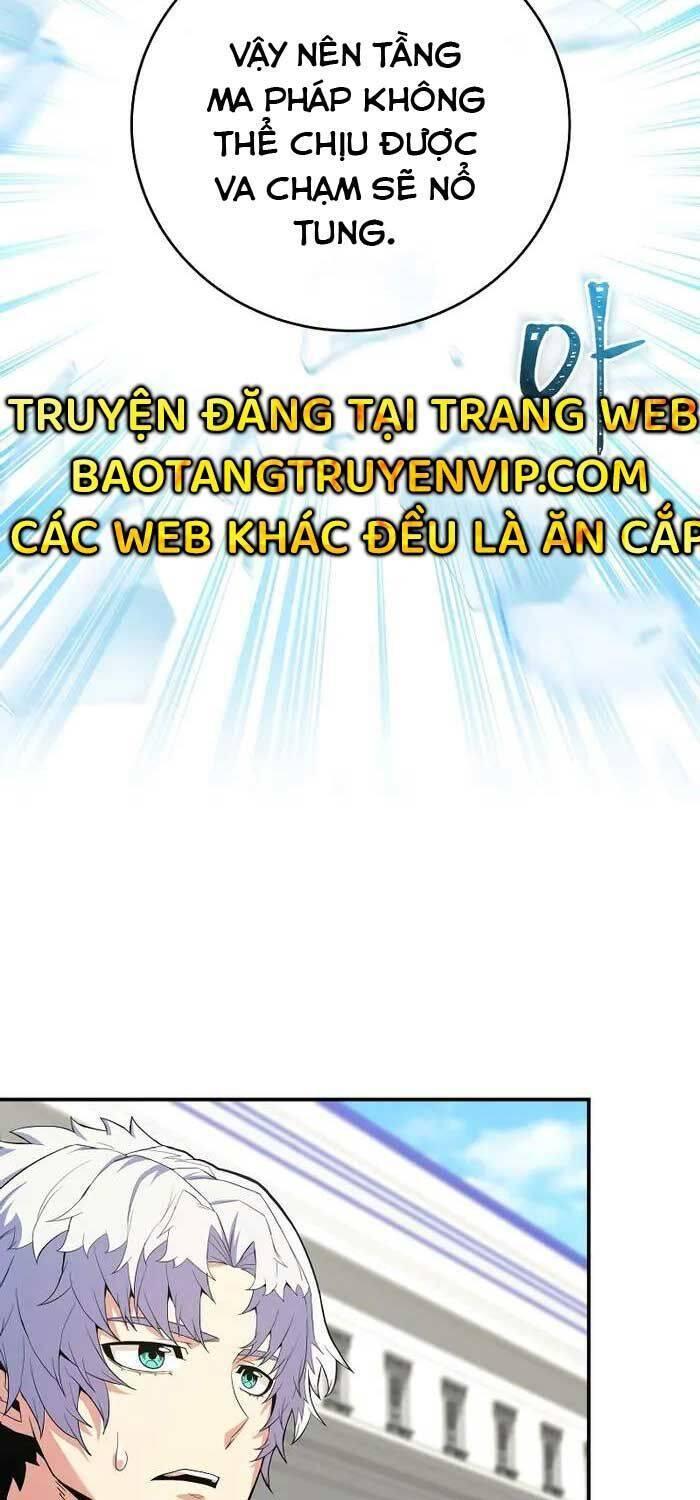 VẬY NÊN TẦNG
MA PHÁP KHÔNG
THỂ CHỊU ĐƯỢC
VA CHẠM SẼ NỔ
TUNG.
야
TRUYỆN ĐĂNG TẠI TRANG WEB
BAOTANGTRUYENVIP.COM
CÁC WEB KHÁC ĐỀU LÀ ĂN CẮP